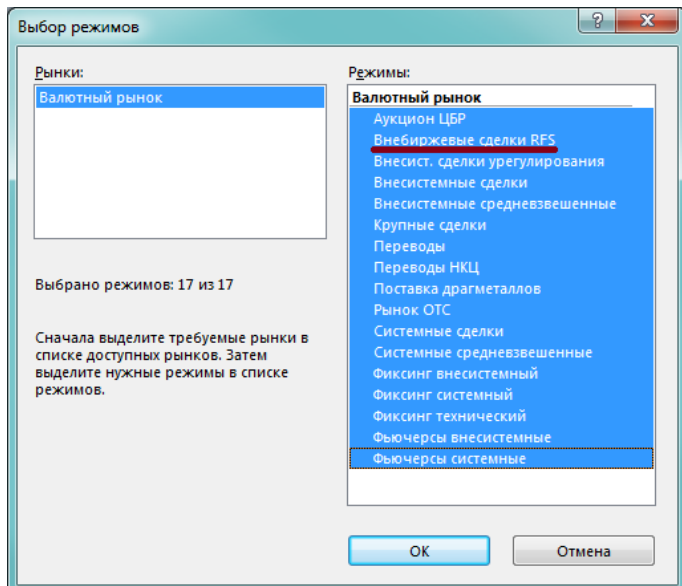 Выбор режимов
Рынки:
Валютный рынок
Выбрано режимов: 17 из 17
Сначала выделите требуемые рынки в
списке доступных рынков. Затем
выделите нужные режимы в списке
режимов.
Режимы:
Валютный рынок
Аукцион ЦБР
Внебиржевые сделки RFS
Внесист. сделки урегулирования
Внесистемные сделки
Внесистемные средневзвешенные
Крупные сделки
Переводы
Переводы НКЦ
Поставка драгметаллов
Рынок OTC
Системные сделки
Системные средневзвешенные
Фиксинг внесистемный
Фиксинг системный
Фиксинг технический
Фьючерсы внесистемные
Фьючерсы системные
OK
Отмена